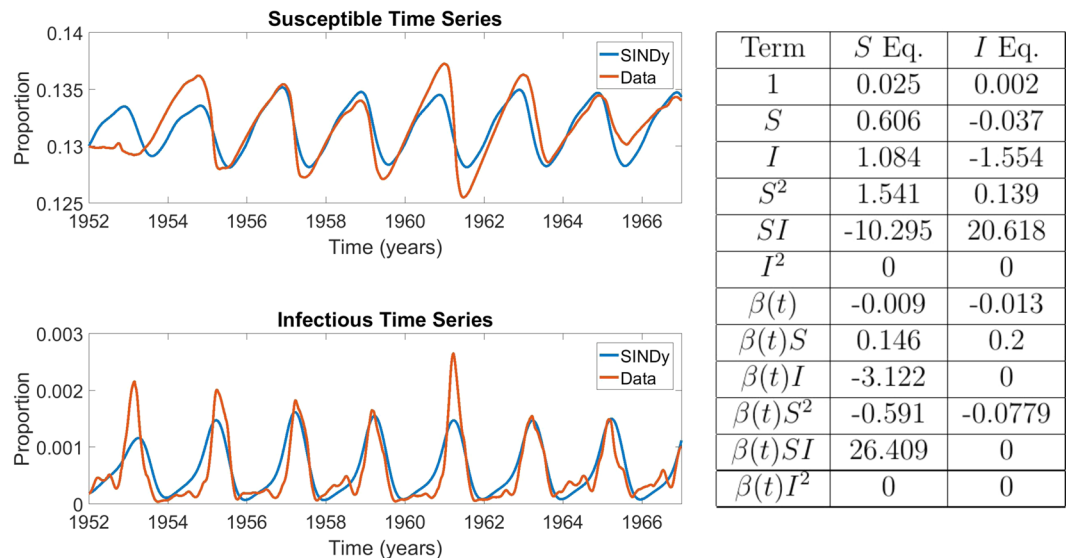 Susceptible Time Series
0.14
0.135
0.13
0.125
Proportion
SINDy
Data
1952 1954 1956 1958 1960 1962 1964 1966
Time (years)
Infectious Time Series
0.003
0.002
0.001
0
Proportion
SINDy
Data
1952 1954 1956 1958 1960 1962 1964 1966
Time (years)
Term S Eq. I Eq.
1 0.025 0.002
S 0.606 -0.037
I 1.084 -1.554
S² 1.541 0.139
SI -10.295 20.618
I² 0 0
β(t) -0.009 -0.013
β(t)S 0.146 0.2
β(t)I -3.122 0
β(t)S² -0.591 -0.0779
β(t)SI 26.409 0
β(t)I² 0 0